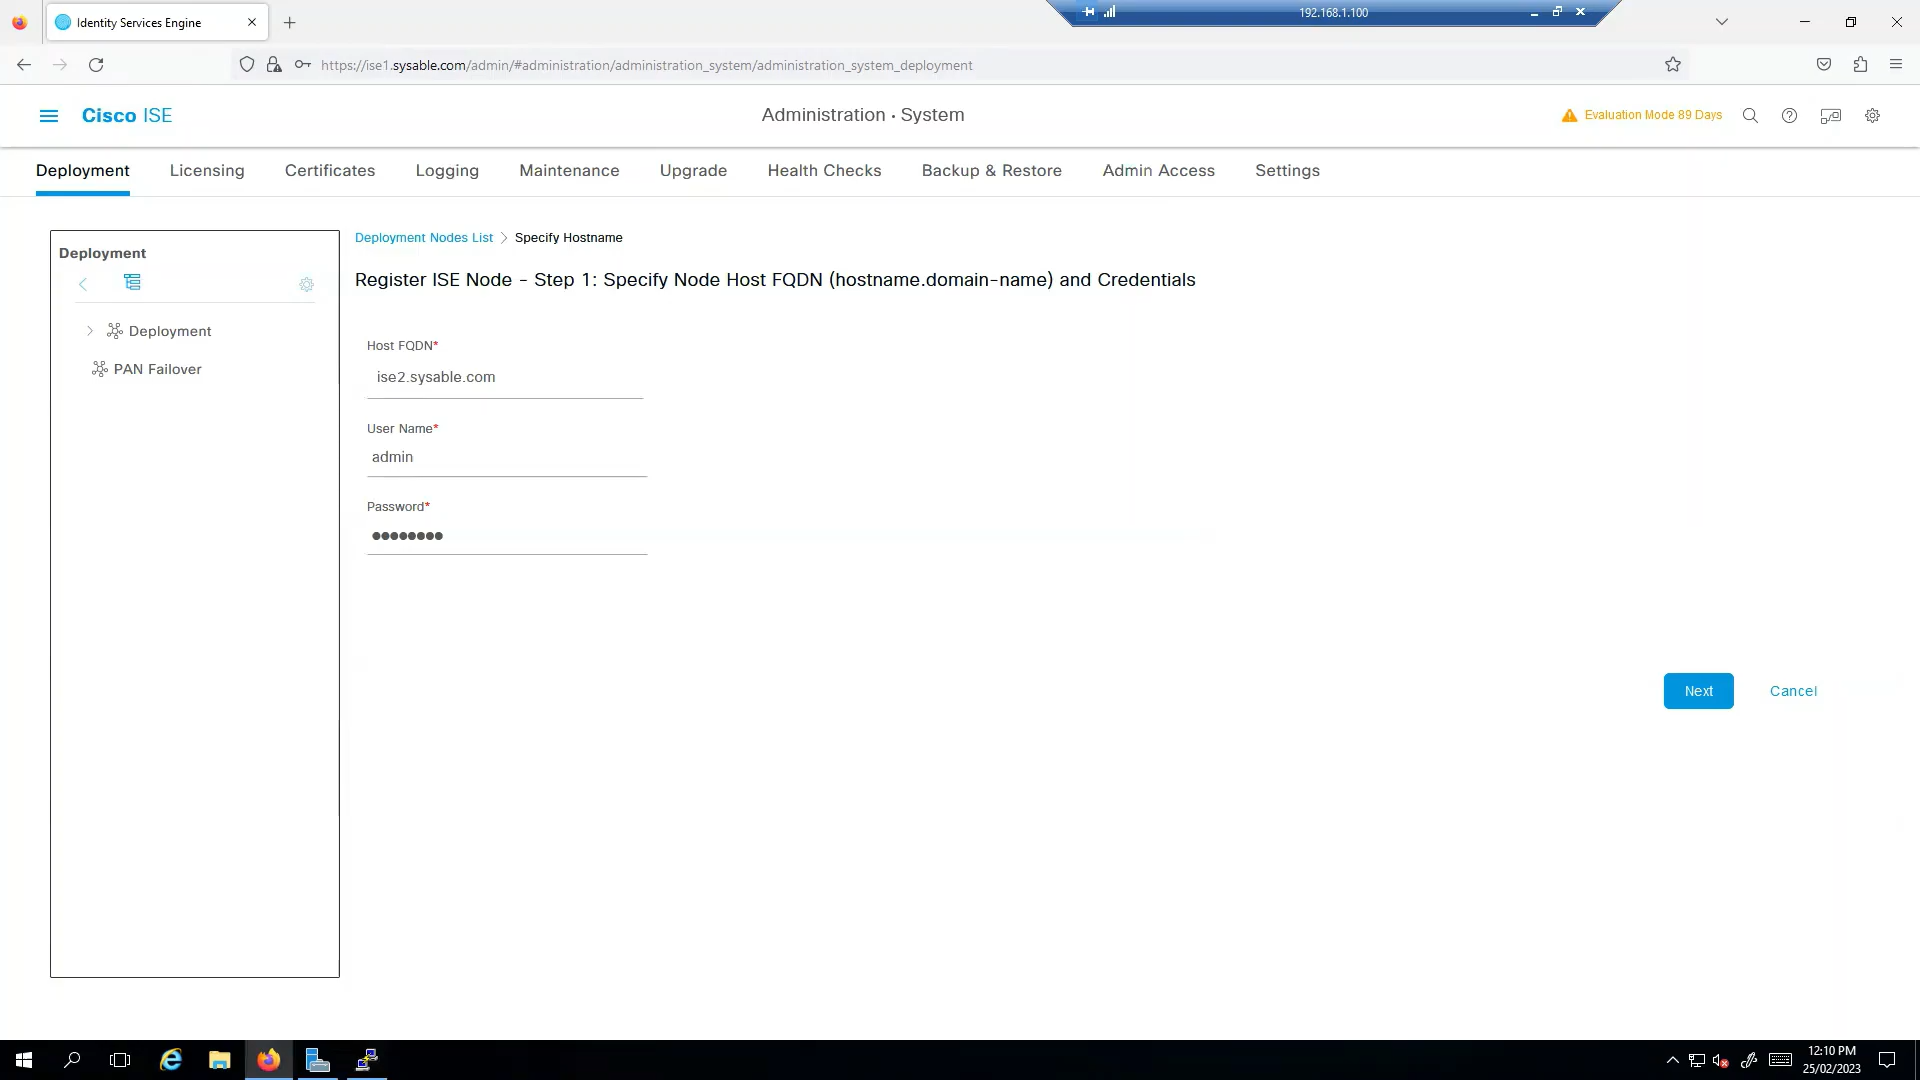 Identity Services Engine
192.168.1.100
https://ise1.sysable.com/admin/#administration/administration_system/administration_system_deployment
Cisco ISE
Administration · System
Evaluation Mode 89 Days
Deployment
Licensing
Certificates
Logging
Maintenance
Upgrade
Health Checks
Backup & Restore
Admin Access
Settings
Deployment
Deployment
PAN Failover
Deployment Nodes List > Specify Hostname
Register ISE Node - Step 1: Specify Node Host FQDN (hostname.domain-name) and Credentials
Host FQDN*
ise2.sysable.com
User Name*
admin
Password*
●●●●●●●●
Next
Cancel
12:10 PM
25/02/2023